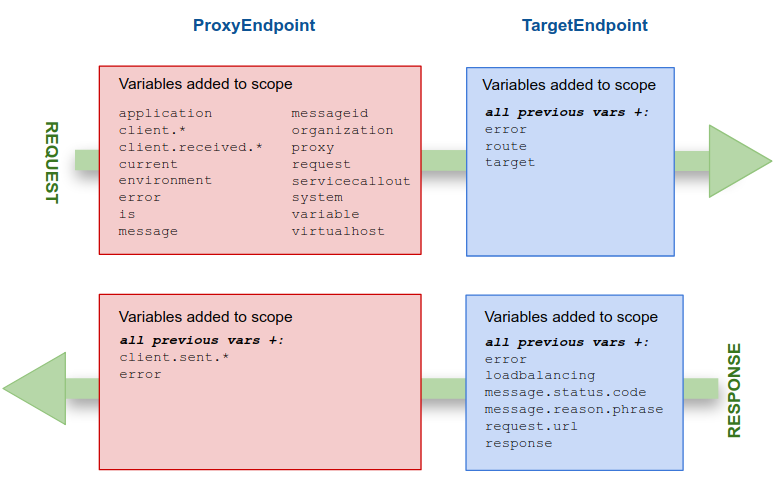 ProxyEndpoint
TargetEndpoint
REQUEST
Variables added to scope
application
client.*
client.received.*
current
environment
error
is
message
messageid
organization
proxy
request
servicecallout
system
variable
virtualhost
Variables added to scope
all previous vars +:
error
route
target
Variables added to scope
all previous vars +:
client.sent.*
error
Variables added to scope
all previous vars +:
error
loadbalancing
message.status.code
message.reason.phrase
request.url
response
RESPONSE